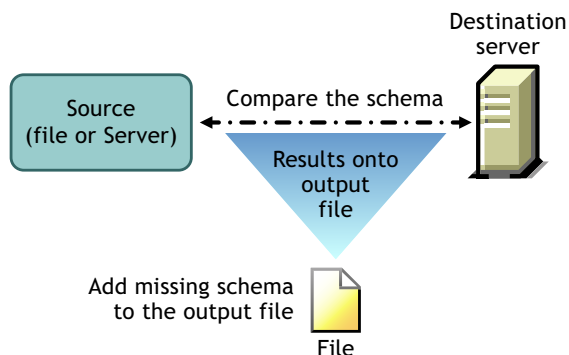 Destination
server
Source
(file or Server)
Compare the schema
Results onto
output
file
Add missing schema
to the output file
File